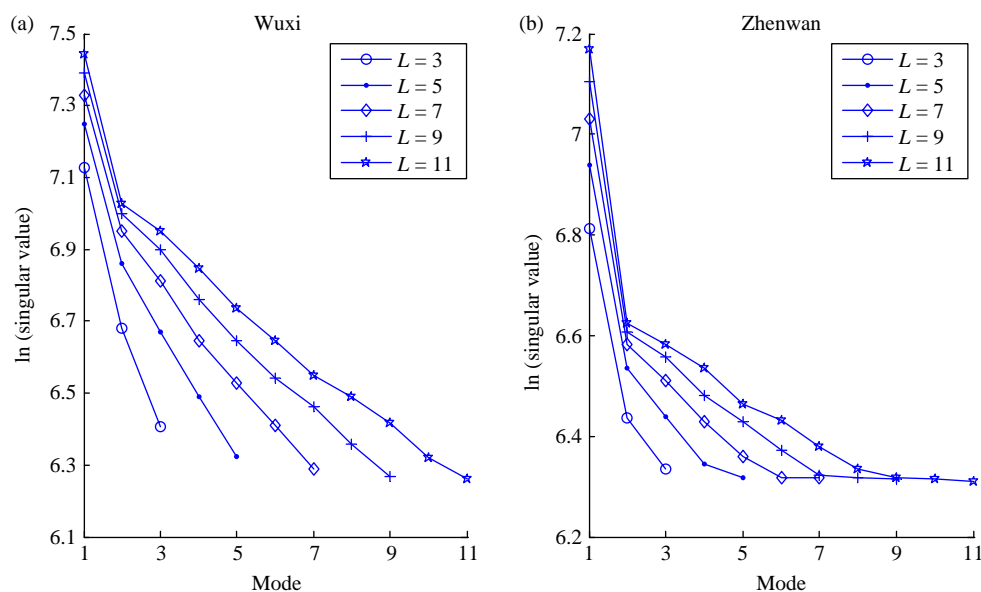 (a)
Wuxi
7.5
7.3
7.1
6.9
6.7
6.5
6.3
6.1
ln (singular value)
1 3 5 7 9 11
Mode
L = 3
L = 5
L = 7
L = 9
L = 11
(b)
Zhenwan
7.2
7
6.8
6.6
6.4
6.2
ln (singular value)
1 3 5 7 9 11
Mode
L = 3
L = 5
L = 7
L = 9
L = 11